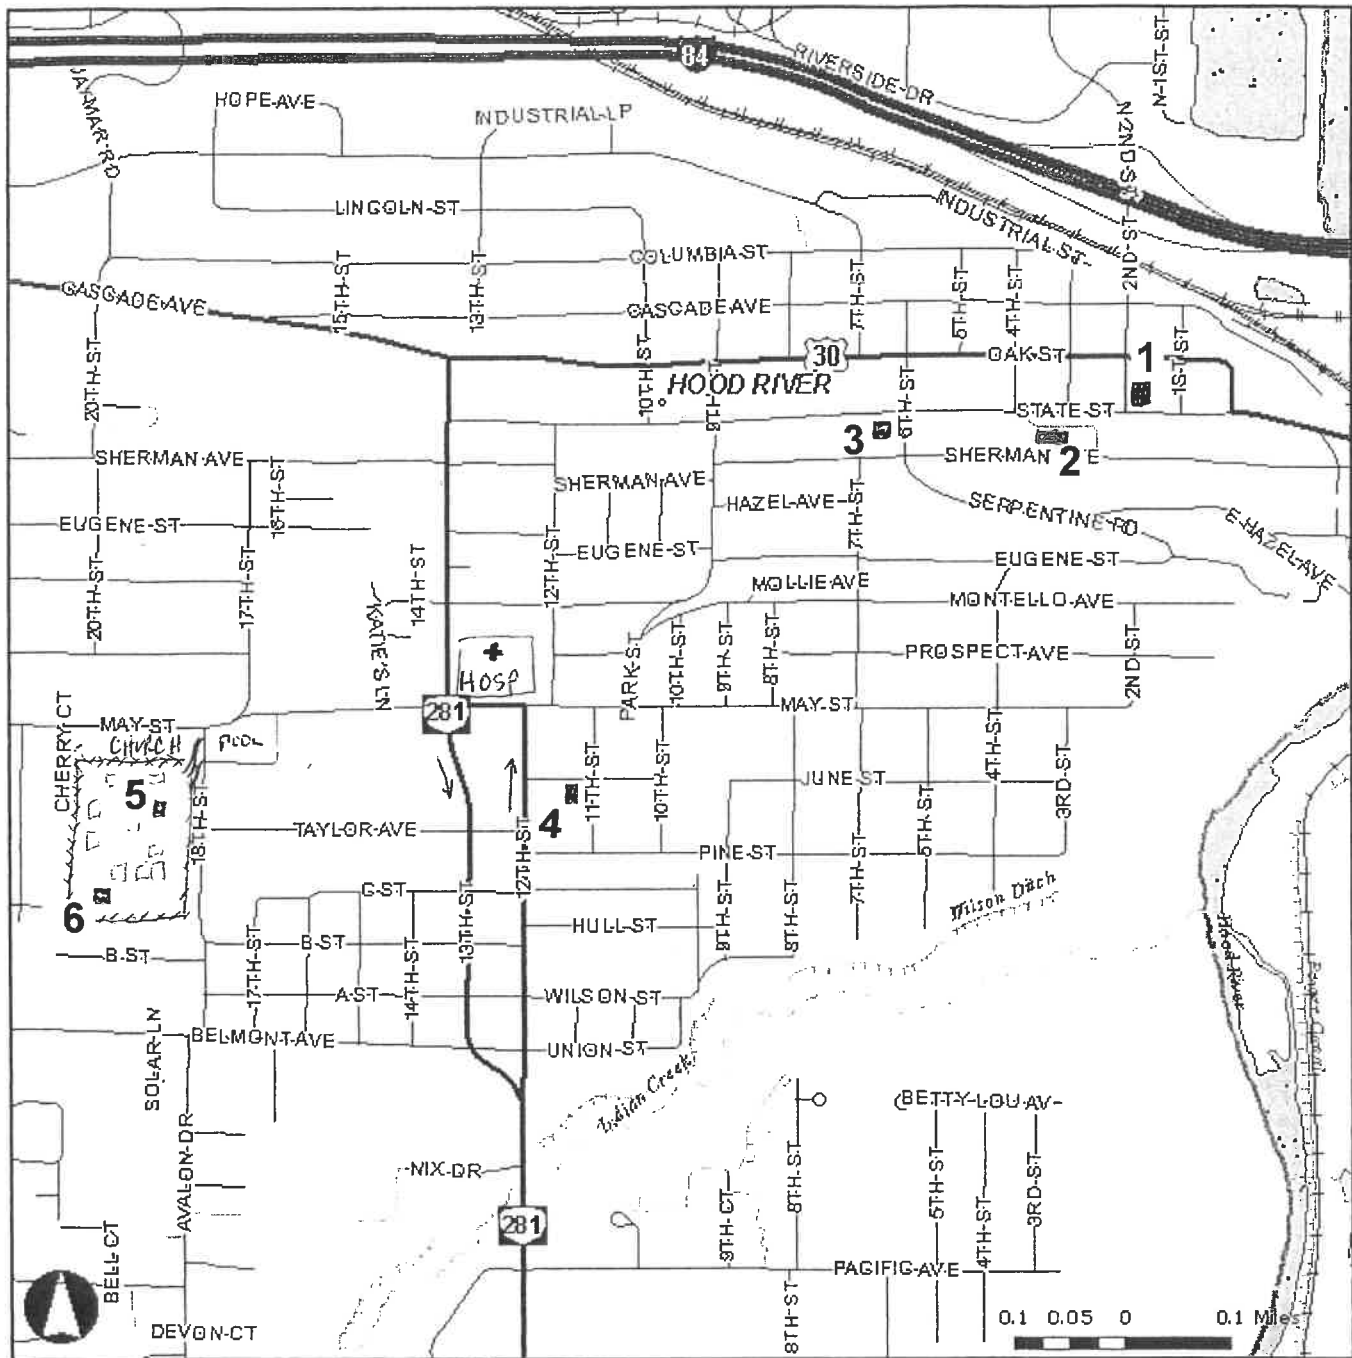 84
RIVERSIDE-DR
N-1ST-ST
JAYMAR-RD
HOPE-AVE
INDUSTRIAL-LP
N2ND-S
LINCOLN-ST
INDUSTRIAL-ST-
2ND-ST
COLUMBIA-ST
CASCADE-AVE
15TH-ST
13TH-ST
CASCADE-AVE
7TH-ST
5TH-ST
4TH-ST
20TH-ST
10TH-ST
30
OAK-ST
1
1ST-ST
HOOD RIVER
9TH-ST
6TH-ST
STATE-ST
3
2
SHERMAN AVE
SHERMAN
E
16TH-ST
SHERMAN AVE
HAZEL-AVE
SERPENTINE-RD
E-HAZEL-AVE
EUGENE-ST
12TH-ST
EUGENE-ST
7TH-ST
EUGENE-ST
20TH-ST
17TH-ST
14TH-ST
MOLLIE AVE
MONTELLO-AVE
KATIE'S-LN
HOSP
PARK-ST
10TH-ST
9TH-ST
8TH-ST
PROSPECT-AVE
2ND-ST
CHERRY-CT
MAY-ST
281
MAY-ST
CHURCH
POOL
4TH-ST
5
11TH-ST
10TH-ST
JUNE-ST
3RD-ST
18TH-ST
TAYLOR-AVE
12TH-ST
4
PINE-ST
5TH-ST
6
C-ST
13TH-ST
9TH-ST
8TH-ST
7TH-ST
Wilson Ditch
HULL-ST
B-ST
17TH-ST
B-ST
14TH-ST
Hood River
A-ST
WILSON-ST
SOLAR-LN
BELMONT-AVE
UNION-ST
Indian Creek
BETTY-LOU-AV-
AVALON-DR
NIX-DR
9TH-CT
8TH-ST
5TH-ST
4TH-ST
3RD-ST
BELL-CT
281
PACIFIC-AVE
8TH-ST
DEVON-CT
0.1 0.05 0 0.1 Miles